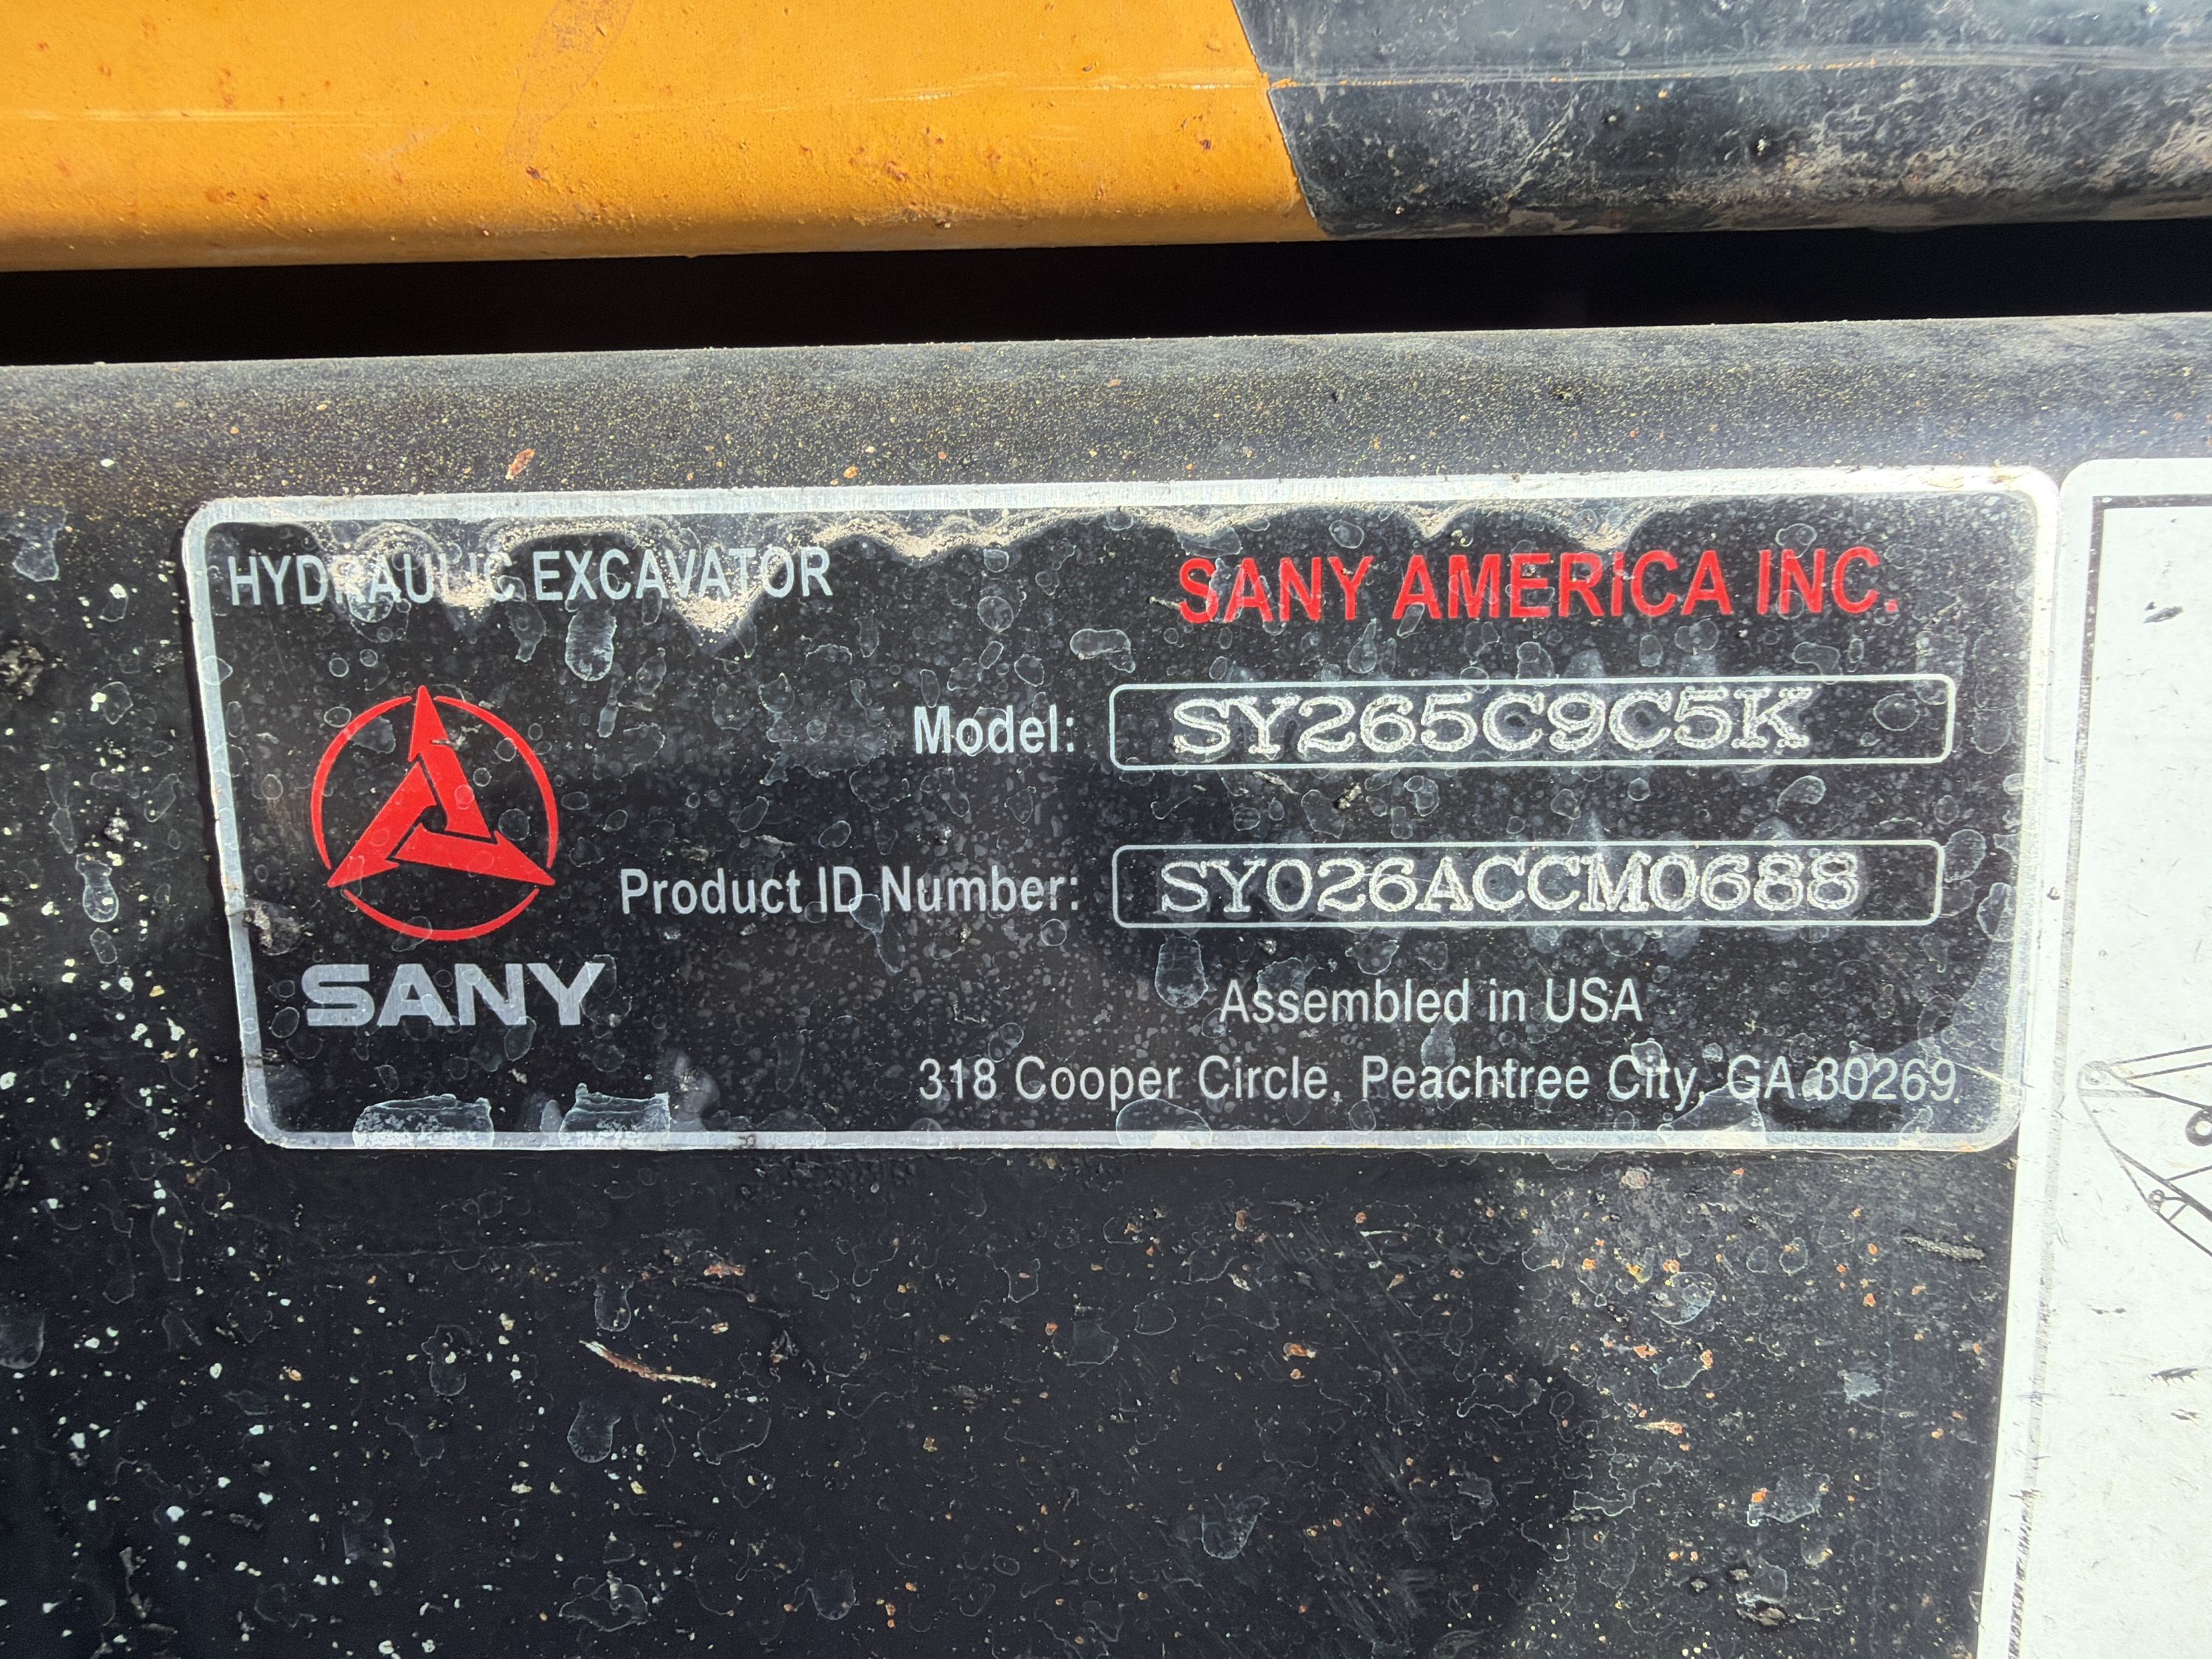 HYDRAULIC EXCAVATOR
SANY AMERICA INC.
Model: SY265C9C5K
Product ID Number: SY026ACCM0688
SANY
Assembled in USA
318 Cooper Circle, Peachtree City, GA 30269